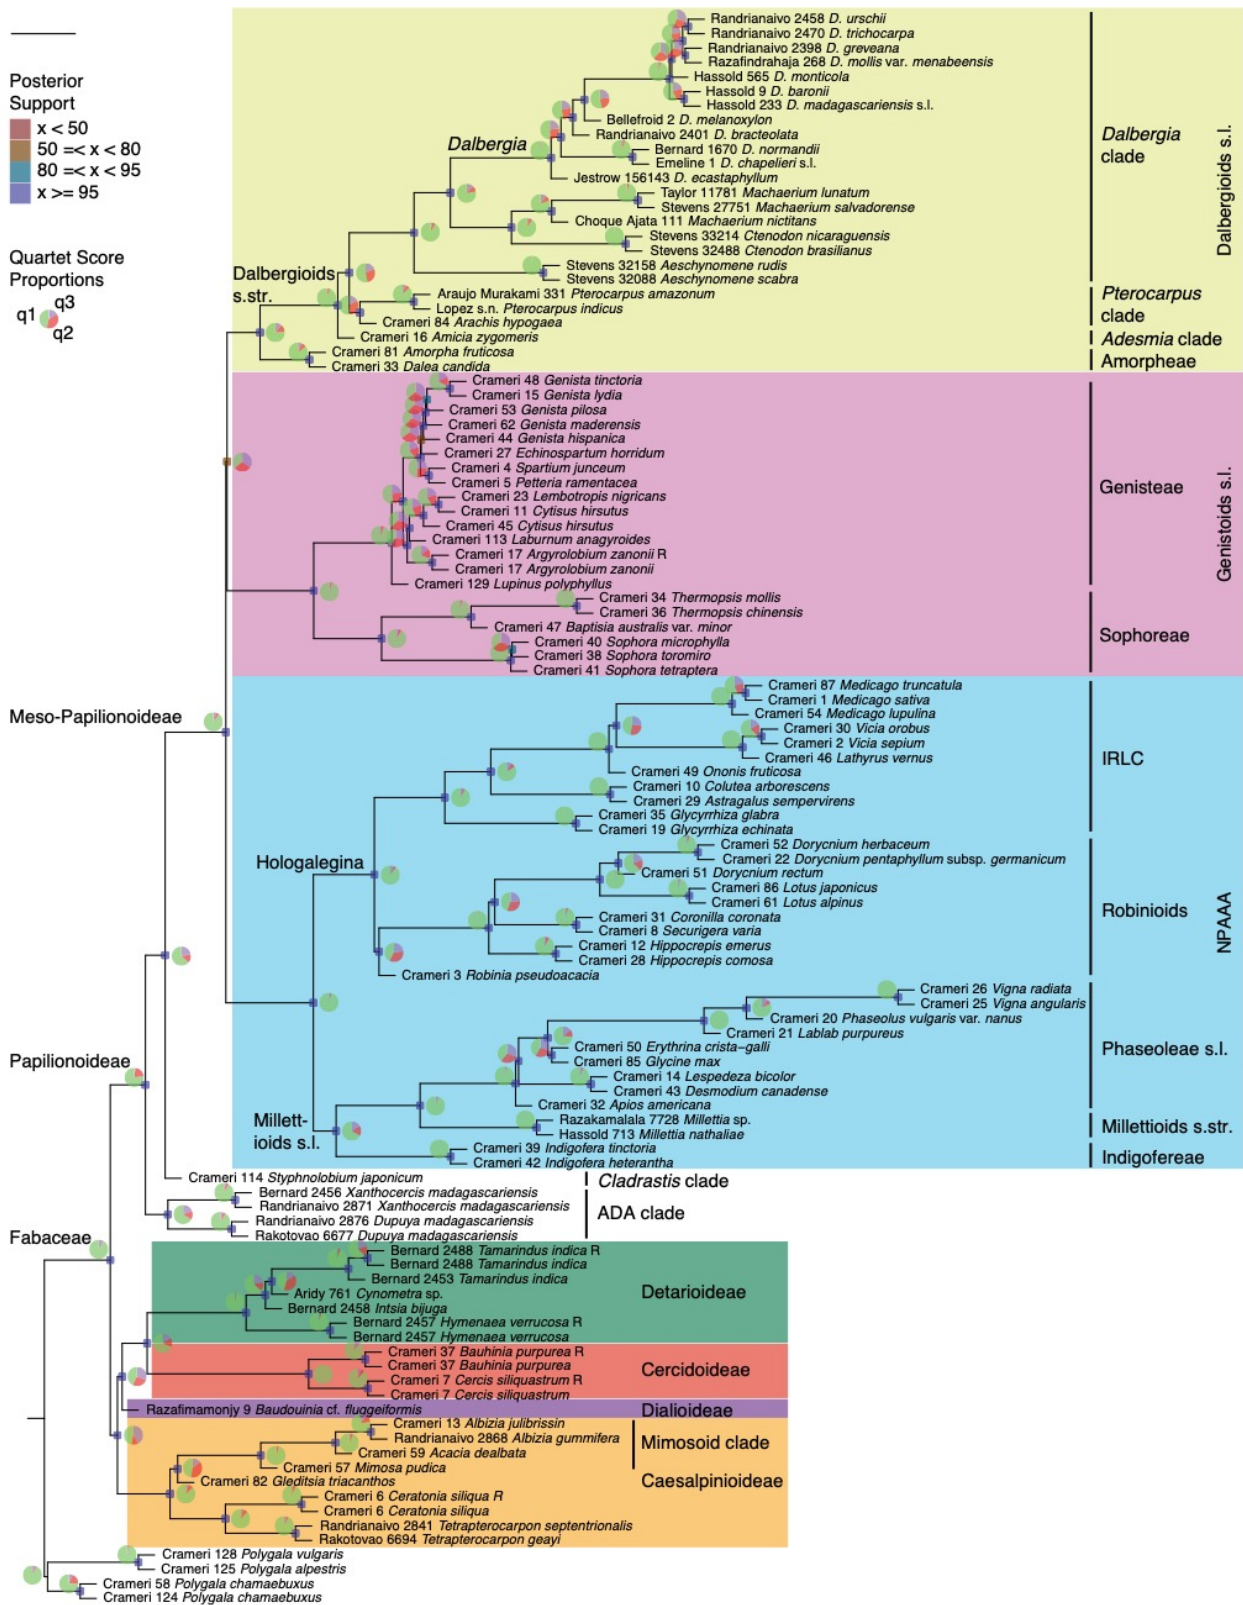 Posterior
Support
x < 50
50 =< x < 80
80 =< x < 95
x >= 95
Quartet Score
Proportions
q1
q3
q2
Randrianaivo 2458 D. urschii
Randrianaivo 2470 D. trichocarpa
Randrianaivo 2398 D. greveana
Razafindrahaja 268 D. mollis var. menabeensis
Hassold 565 D. monticola
Hassold 9 D. baronii
Hassold 233 D. madagascariensis s.l.
Bellefroid 2 D. melanoxylon
Randrianaivo 2401 D. bracteolata
Dalbergia
Bernard 1670 D. normandii
Emeline 1 D. chapelieri s.l.
Jestrow 156143 D. ecastaphyllum
Taylor 11781 Machaerium lunatum
Stevens 27751 Machaerium salvadorense
Choque Ajata 111 Machaerium nictitans
Stevens 33214 Ctenodon nicaraguensis
Stevens 32488 Ctenodon brasilianus
Stevens 32158 Aeschynomene rudis
Stevens 32088 Aeschynomene scabra
Dalbergioids
s.str.
Araujo Murakami 331 Pterocarpus amazonum
Lopez s.n. Pterocarpus indicus
Crameri 84 Arachis hypogaea
Crameri 16 Amicia zygomeris
Crameri 81 Amorpha fruticosa
Crameri 33 Dalea candida
Dalbergia
clade
Pterocarpus
clade
Adesmia clade
Amorpheae
Dalbergioids s.l.
Crameri 48 Genista tinctoria
Crameri 15 Genista lydia
Crameri 53 Genista pilosa
Crameri 62 Genista maderensis
Crameri 44 Genista hispanica
Crameri 27 Echinospartum horridum
Crameri 4 Spartium junceum
Crameri 5 Petteria ramentacea
Crameri 23 Lembotropis nigricans
Crameri 11 Cytisus hirsutus
Crameri 45 Cytisus hirsutus
Crameri 113 Laburnum anagyroides
Crameri 17 Argyrolobium zanonii R
Crameri 17 Argyrolobium zanonii
Crameri 129 Lupinus polyphyllus
Crameri 34 Thermopsis mollis
Crameri 36 Thermopsis chinensis
Crameri 47 Baptisia australis var. minor
Crameri 40 Sophora microphylla
Crameri 38 Sophora toromiro
Crameri 41 Sophora tetraptera
Genisteae
Sophoreae
Genistoids s.l.
Meso-Papilionoideae
Crameri 87 Medicago truncatula
Crameri 1 Medicago sativa
Crameri 54 Medicago lupulina
Crameri 30 Vicia orobus
Crameri 2 Vicia sepium
Crameri 46 Lathyrus vernus
Crameri 49 Ononis fruticosa
Crameri 10 Colutea arborescens
Crameri 29 Astragalus sempervirens
Crameri 35 Glycyrrhiza glabra
Crameri 19 Glycyrrhiza echinata
Hologalegina
Crameri 52 Dorycnium herbaceum
Crameri 22 Dorycnium pentaphyllum subsp. germanicum
Crameri 51 Dorycnium rectum
Crameri 86 Lotus japonicus
Crameri 61 Lotus alpinus
Crameri 31 Coronilla coronata
Crameri 8 Securigera varia
Crameri 12 Hippocrepis emerus
Crameri 28 Hippocrepis comosa
Crameri 3 Robinia pseudoacacia
Crameri 26 Vigna radiata
Crameri 25 Vigna angularis
Crameri 20 Phaseolus vulgaris var. nanus
Crameri 21 Lablab purpureus
Crameri 50 Erythrina crista–galli
Crameri 85 Glycine max
Crameri 14 Lespedeza bicolor
Crameri 43 Desmodium canadense
Crameri 32 Apios americana
Razakamalala 7728 Millettia sp.
Hassold 713 Millettia nathaliae
Crameri 39 Indigofera tinctoria
Crameri 42 Indigofera heterantha
Millett-
ioids s.l.
IRLC
Robinioids
Phaseoleae s.l.
Millettioids s.str.
Indigofereae
NPAAA
Papilionoideae
Crameri 114 Styphnolobium japonicum
Bernard 2456 Xanthocercis madagascariensis
Randrianaivo 2871 Xanthocercis madagascariensis
Randrianaivo 2876 Dupuya madagascariensis
Rakotovao 6677 Dupuya madagascariensis
Cladrastis clade
ADA clade
Fabaceae
Bernard 2488 Tamarindus indica R
Bernard 2488 Tamarindus indica
Bernard 2453 Tamarindus indica
Aridy 761 Cynometra sp.
Bernard 2458 Intsia bijuga
Bernard 2457 Hymenaea verrucosa R
Bernard 2457 Hymenaea verrucosa
Detarioideae
Crameri 37 Bauhinia purpurea R
Crameri 37 Bauhinia purpurea
Crameri 7 Cercis siliquastrum R
Crameri 7 Cercis siliquastrum
Cercidoideae
Razafimamonjy 9 Baudouinia cf. fluggeiformis
Dialioideae
Crameri 13 Albizia julibrissin
Randrianaivo 2868 Albizia gummifera
Crameri 59 Acacia dealbata
Crameri 57 Mimosa pudica
Crameri 82 Gleditsia triacanthos
Crameri 6 Ceratonia siliqua R
Crameri 6 Ceratonia siliqua
Randrianaivo 2841 Tetrapterocarpon septentrionalis
Rakotovao 6694 Tetrapterocarpon geayi
Mimosoid clade
Caesalpinioideae
Crameri 128 Polygala vulgaris
Crameri 125 Polygala alpestris
Crameri 58 Polygala chamaebuxus
Crameri 124 Polygala chamaebuxus